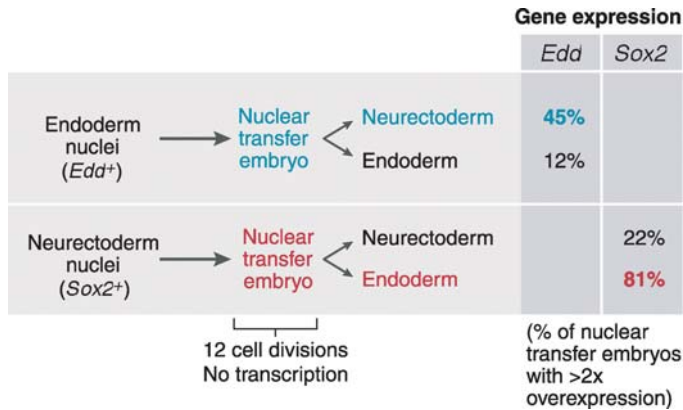 Gene expression
Edd Sox2
Endoderm
nuclei
(Edd+)
Nuclear
transfer
embryo
Neurectoderm
45%
Endoderm
12%
Neurectoderm
nuclei
(Sox2+)
Nuclear
transfer
embryo
Neurectoderm
22%
Endoderm
81%
12 cell divisions
No transcription
(% of nuclear
transfer embryos
with >2x
overexpression)